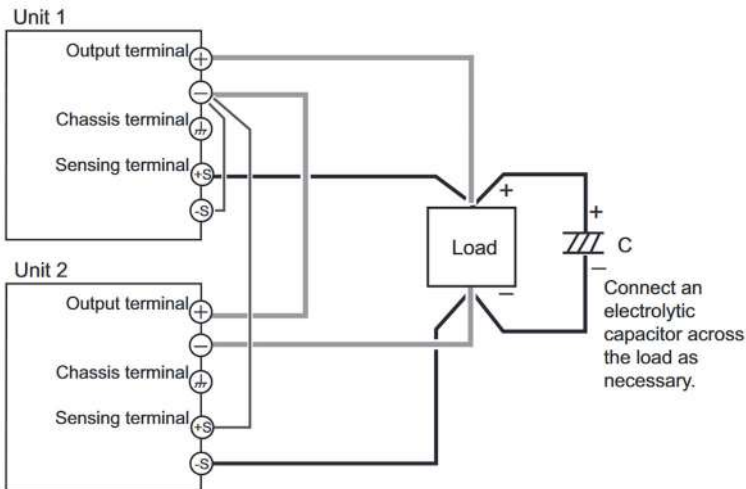 Unit 1
Output terminal
+
−
Chassis terminal
Sensing terminal
+S
-S
Unit 2
Output terminal
+
−
Chassis terminal
Sensing terminal
+S
-S
+
Load
−
+
C
−
Connect an
electrolytic
capacitor across
the load as
necessary.